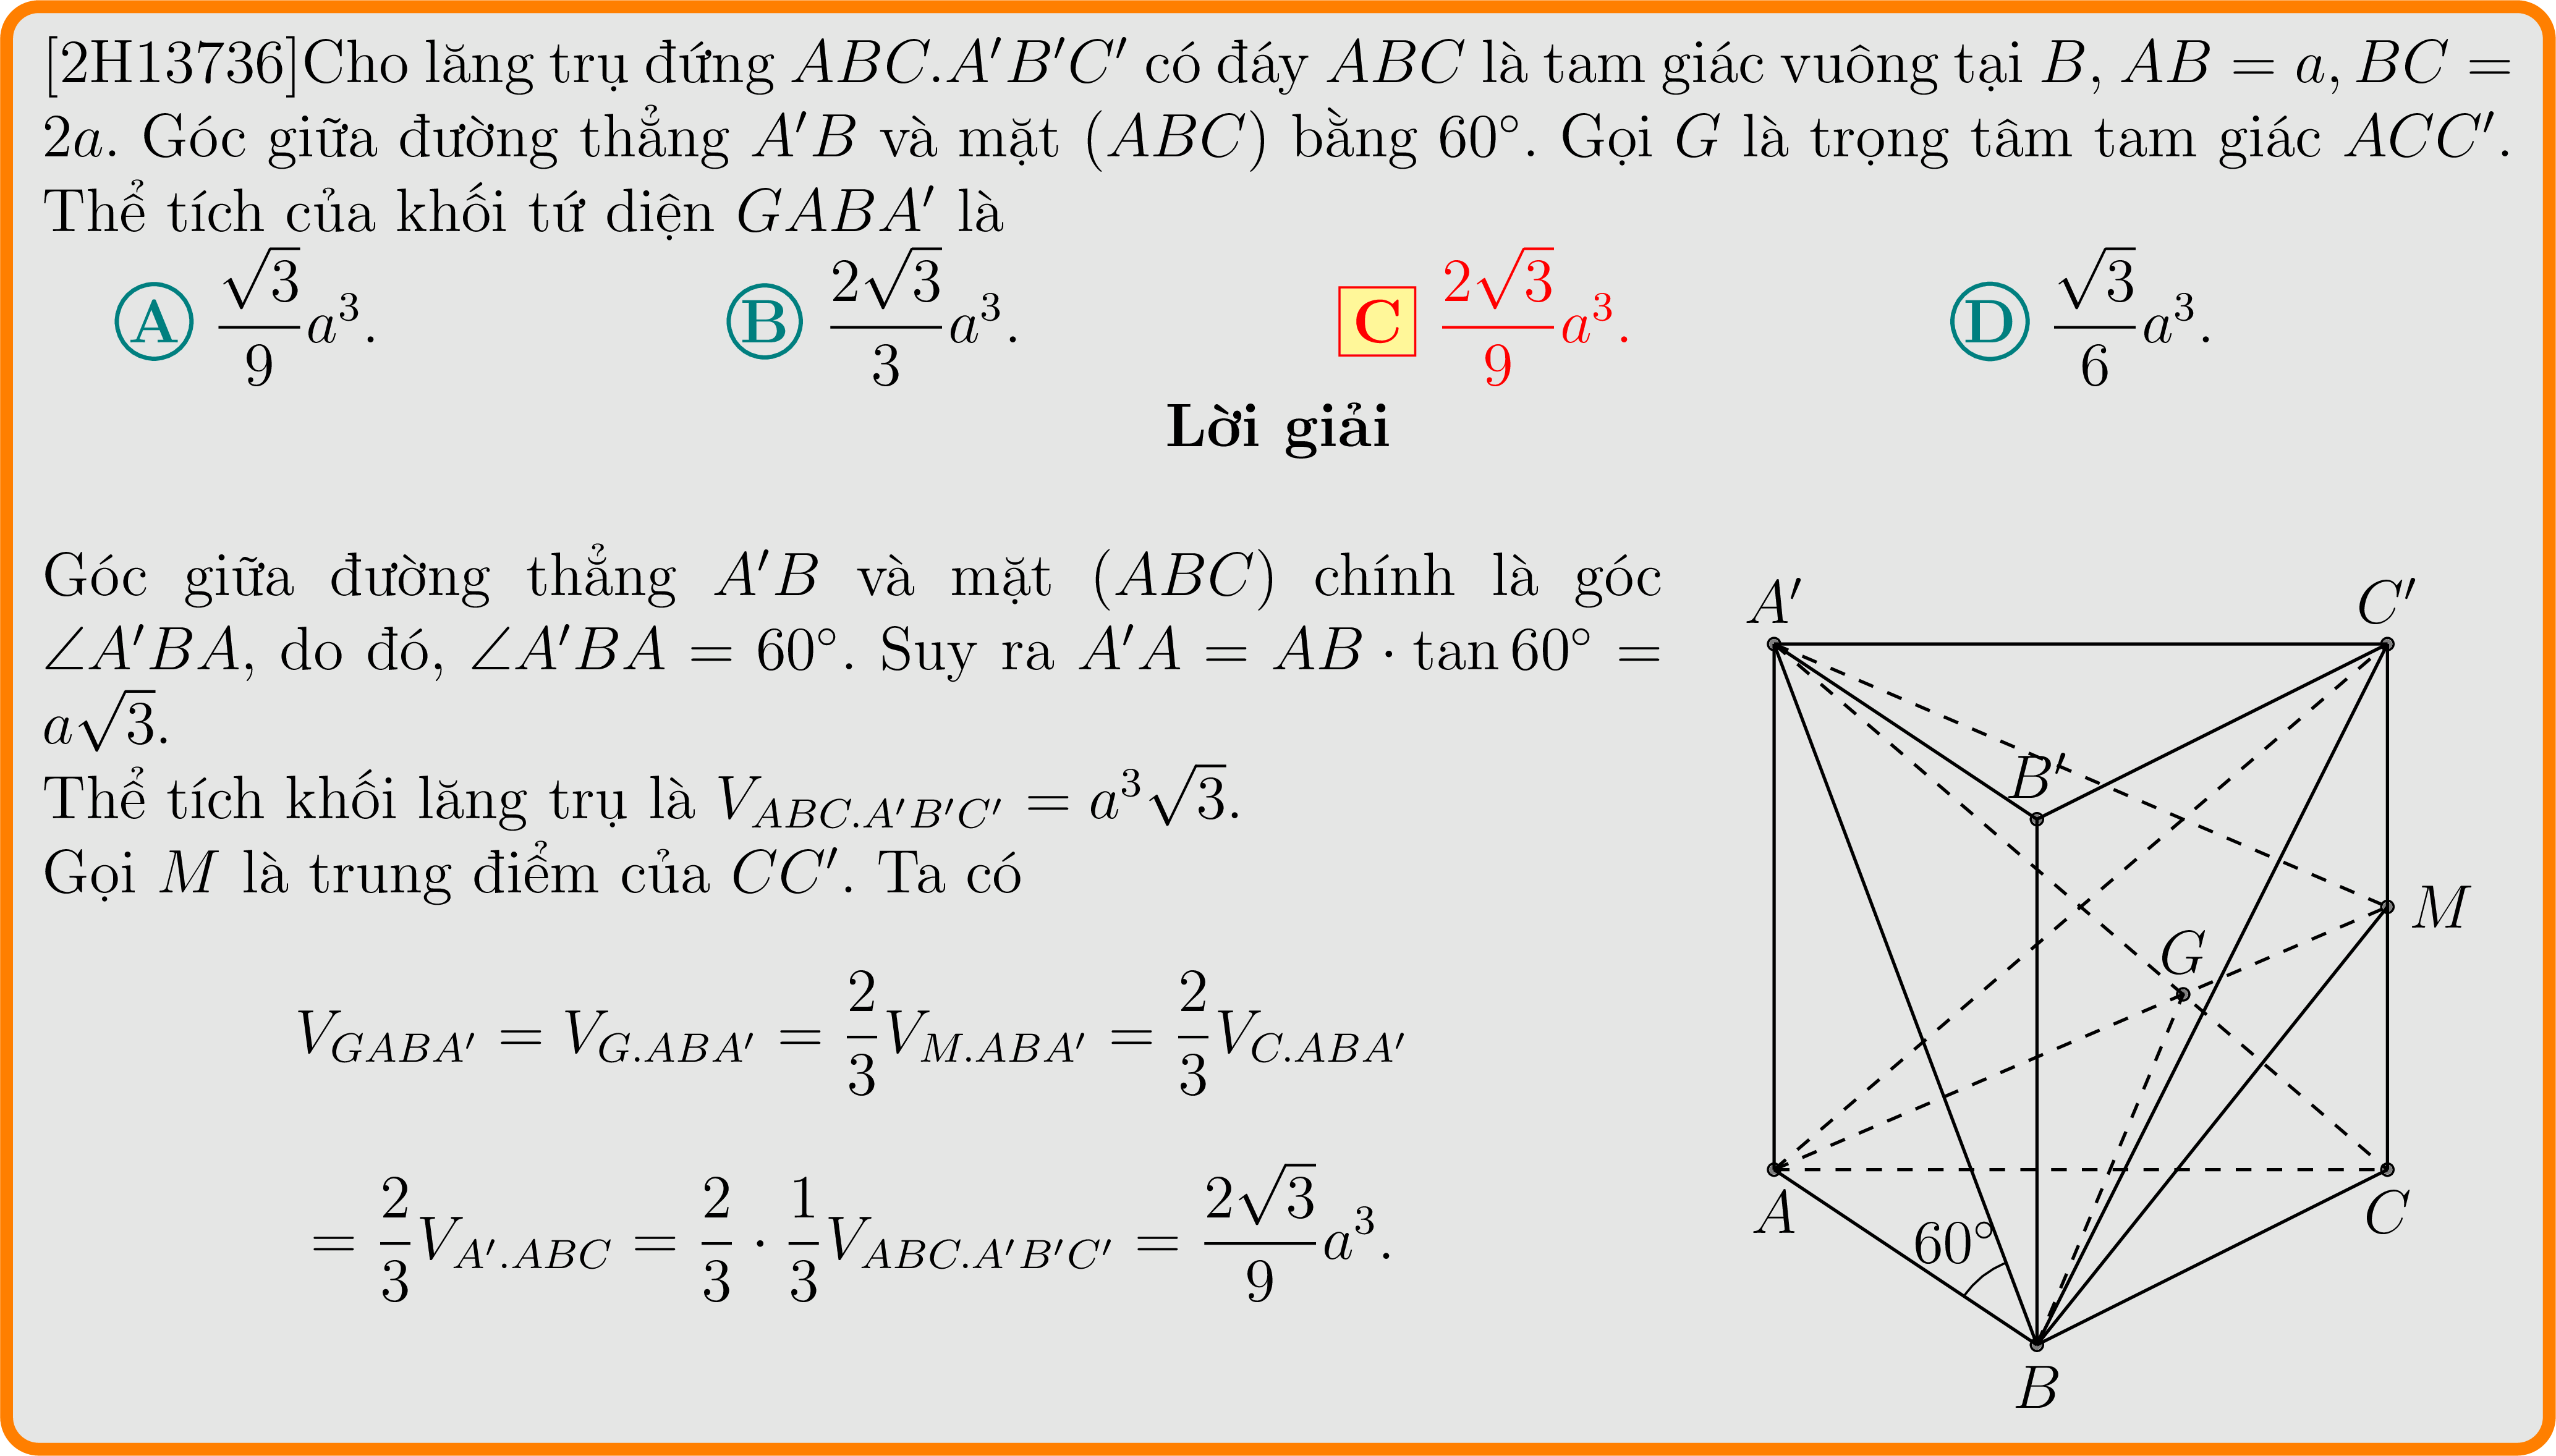 [2H13736]Cho lăng trụ đứng ABC.A′B′C′ có đáy ABC là tam giác vuông tại B, AB = a, BC =
2a. Góc giữa đường thẳng A′B và mặt (ABC) bằng 60°. Gọi G là trọng tâm tam giác ACC′.
Thể tích của khối tứ diện GABA′ là
A \frac{\sqrt{3}}{9}a^3. B \frac{2\sqrt{3}}{3}a^3. C \frac{2\sqrt{3}}{9}a^3. D \frac{\sqrt{3}}{6}a^3.
Lời giải
Góc giữa đường thẳng A′B và mặt (ABC) chính là góc
∠A′BA, do đó, ∠A′BA = 60°. Suy ra A′A = AB · tan 60° =
a\sqrt{3}.
Thể tích khối lăng trụ là V_{ABC.A′B′C′} = a^3\sqrt{3}.
Gọi M là trung điểm của CC′. Ta có
V_{GABA′} = V_{G.ABA′} = \frac{2}{3}V_{M.ABA′} = \frac{2}{3}V_{C.ABA′}
= \frac{2}{3}V_{A′.ABC} = \frac{2}{3} · \frac{1}{3}V_{ABC.A′B′C′} = \frac{2\sqrt{3}}{9}a^3.
A′
C′
B′
M
G
A
C
60°
B